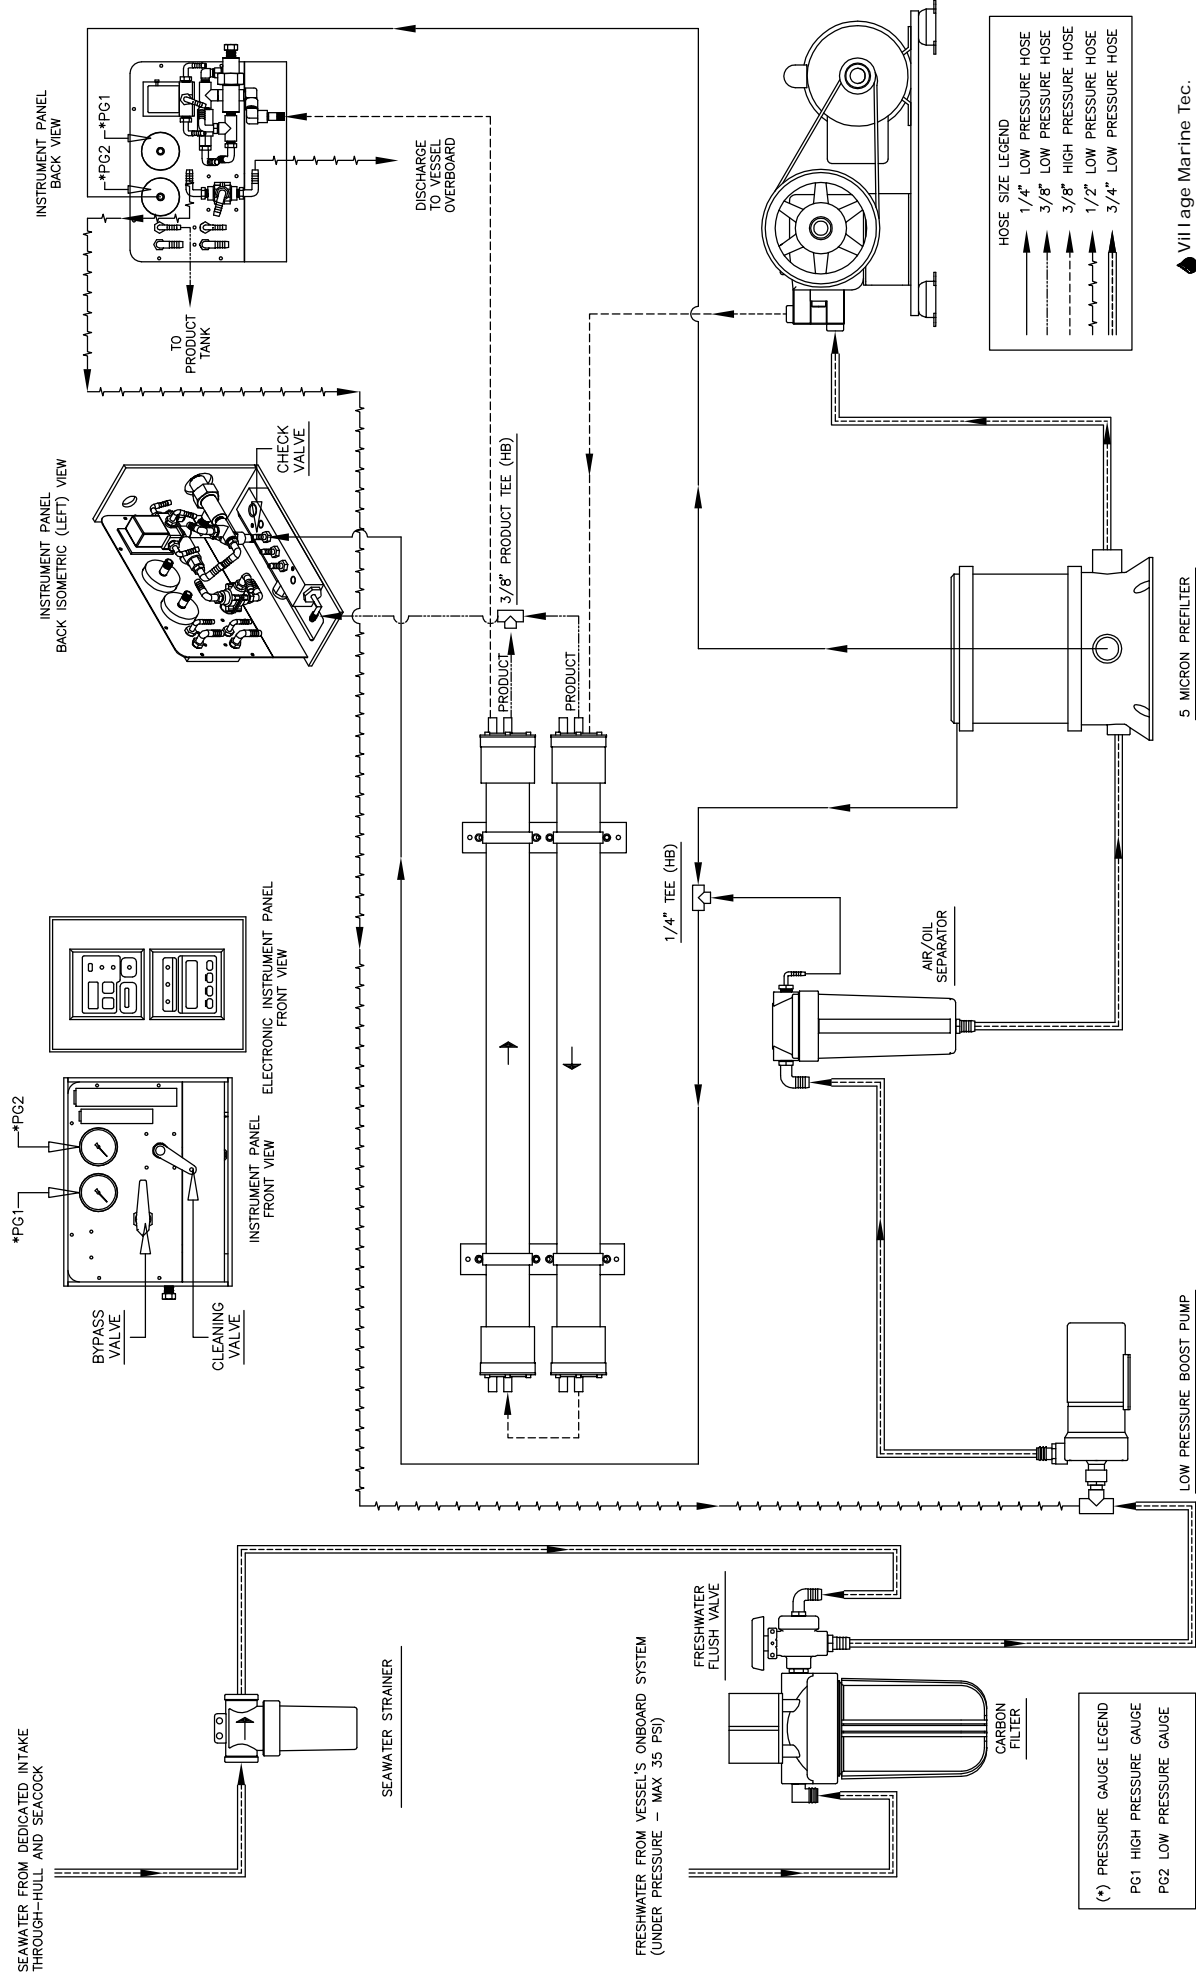 SEAWATER FROM DEDICATED INTAKE
THROUGH-HULL AND SEACOCK
SEAWATER STRAINER
FRESHWATER FROM VESSEL'S ONBOARD SYSTEM
(UNDER PRESSURE - MAX 35 PSI)
FRESHWATER
FLUSH VALVE
CARBON
FILTER
(*) PRESSURE GAUGE LEGEND
PG1 HIGH PRESSURE GAUGE
PG2 LOW PRESSURE GAUGE
*PG1
*PG2
BYPASS
VALVE
CLEANING
VALVE
INSTRUMENT PANEL
FRONT VIEW
ELECTRONIC INSTRUMENT PANEL
FRONT VIEW
LOW PRESSURE BOOST PUMP
AIR/OIL
SEPARATOR
1/4" TEE (HB)
INSTRUMENT PANEL
BACK ISOMETRIC (LEFT) VIEW
CHECK
VALVE
3/8" PRODUCT TEE (HB)
PRODUCT
PRODUCT
5 MICRON PREFILTER
INSTRUMENT PANEL
BACK VIEW
*PG2
*PG1
TO
PRODUCT
TANK
DISCHARGE
TO VESSEL
OVERBOARD
HOSE SIZE LEGEND
1/4" LOW PRESSURE HOSE
3/8" LOW PRESSURE HOSE
3/8" HIGH PRESSURE HOSE
1/2" LOW PRESSURE HOSE
3/4" LOW PRESSURE HOSE
Village Marine Tec.